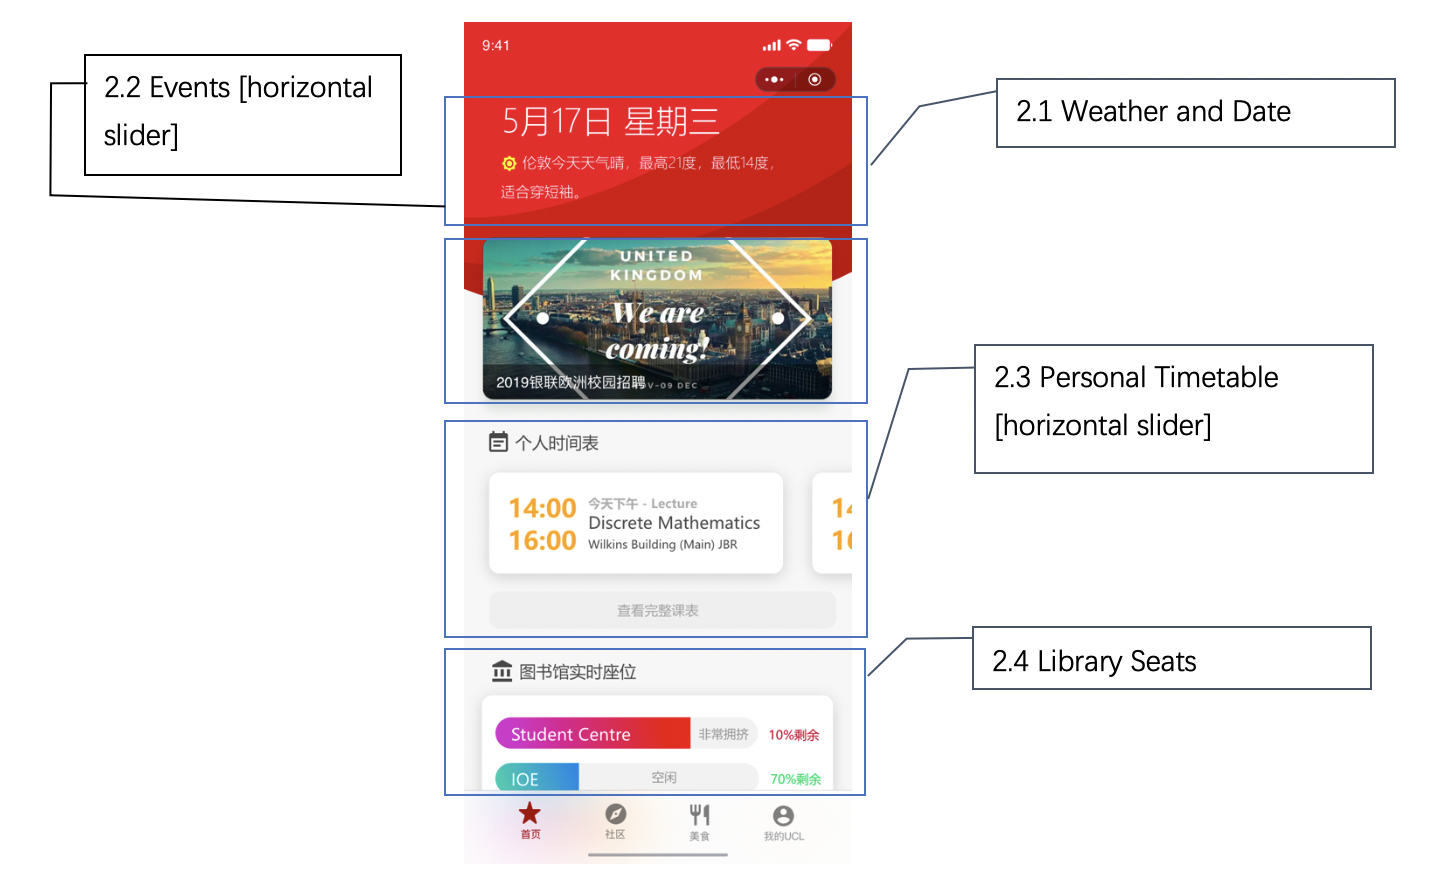 2.2 Events [horizontal
slider]
9:41
5月17日 星期三
伦敦今天天气晴，最高21度，最低14度，
适合穿短袖。
2.1 Weather and Date
UNITED
KINGDOM
We are
coming!
2019银联欧洲校园招聘
V-09 DEC
个人时间表
14:00
16:00
今天下午 - Lecture
Discrete Mathematics
Wilkins Building (Main) JBR
查看完整课表
2.3 Personal Timetable
[horizontal slider]
图书馆实时座位
Student Centre 非常拥挤 10%剩余
IOE 空闲 70%剩余
2.4 Library Seats
首页 社区 美食 我的UCL